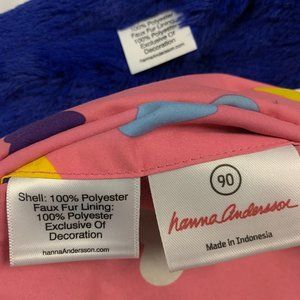 100% Polyester
Faux Fur Lining:
100% Polyester
Exclusive Of
Decoration
hannaAndersson.com
Shell: 100% Polyester
Faux Fur Lining:
100% Polyester
Exclusive Of
Decoration
hannaAndersson.com
90
hanna Andersson
Made in Indonesia